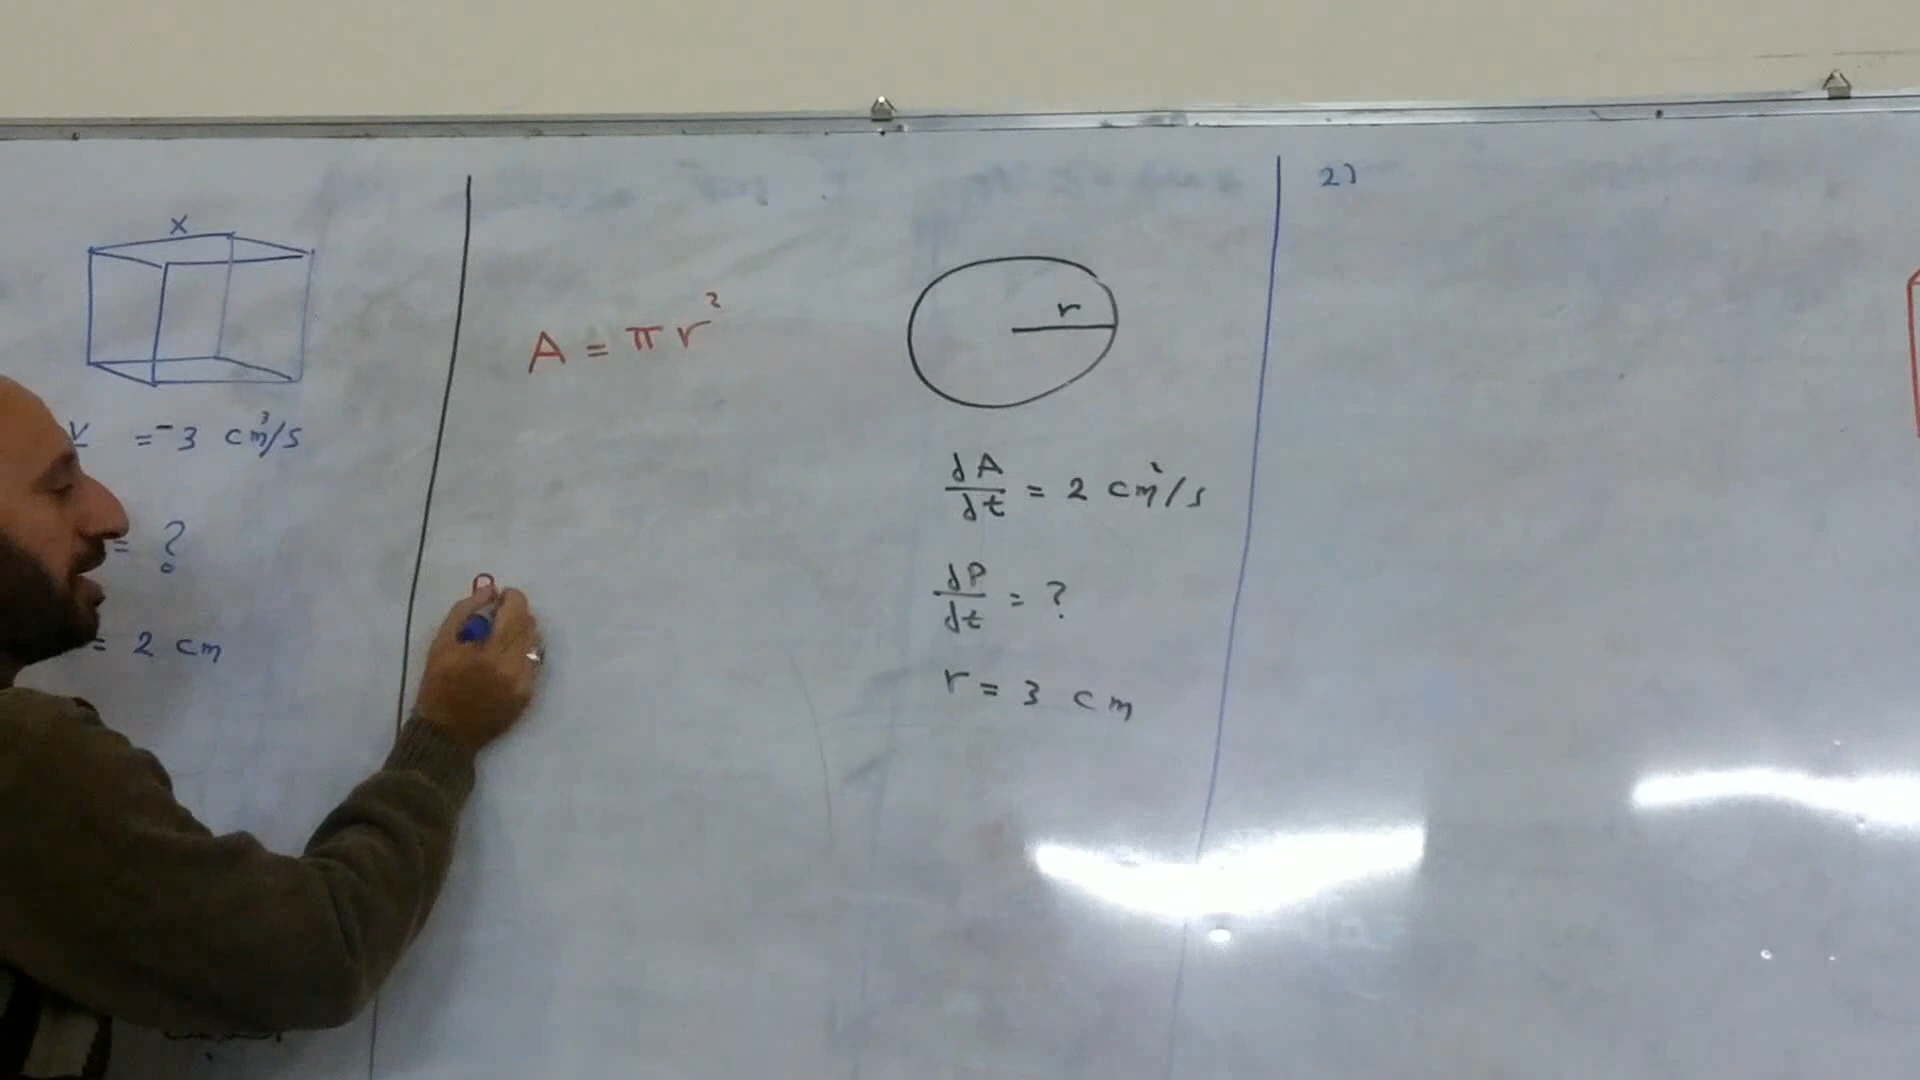 x
= -3 cm³/s
= ?
= 2 cm
A = πr²
r
dA/dt = 2 cm²/s
dP/dt = ?
r = 3 cm
2)